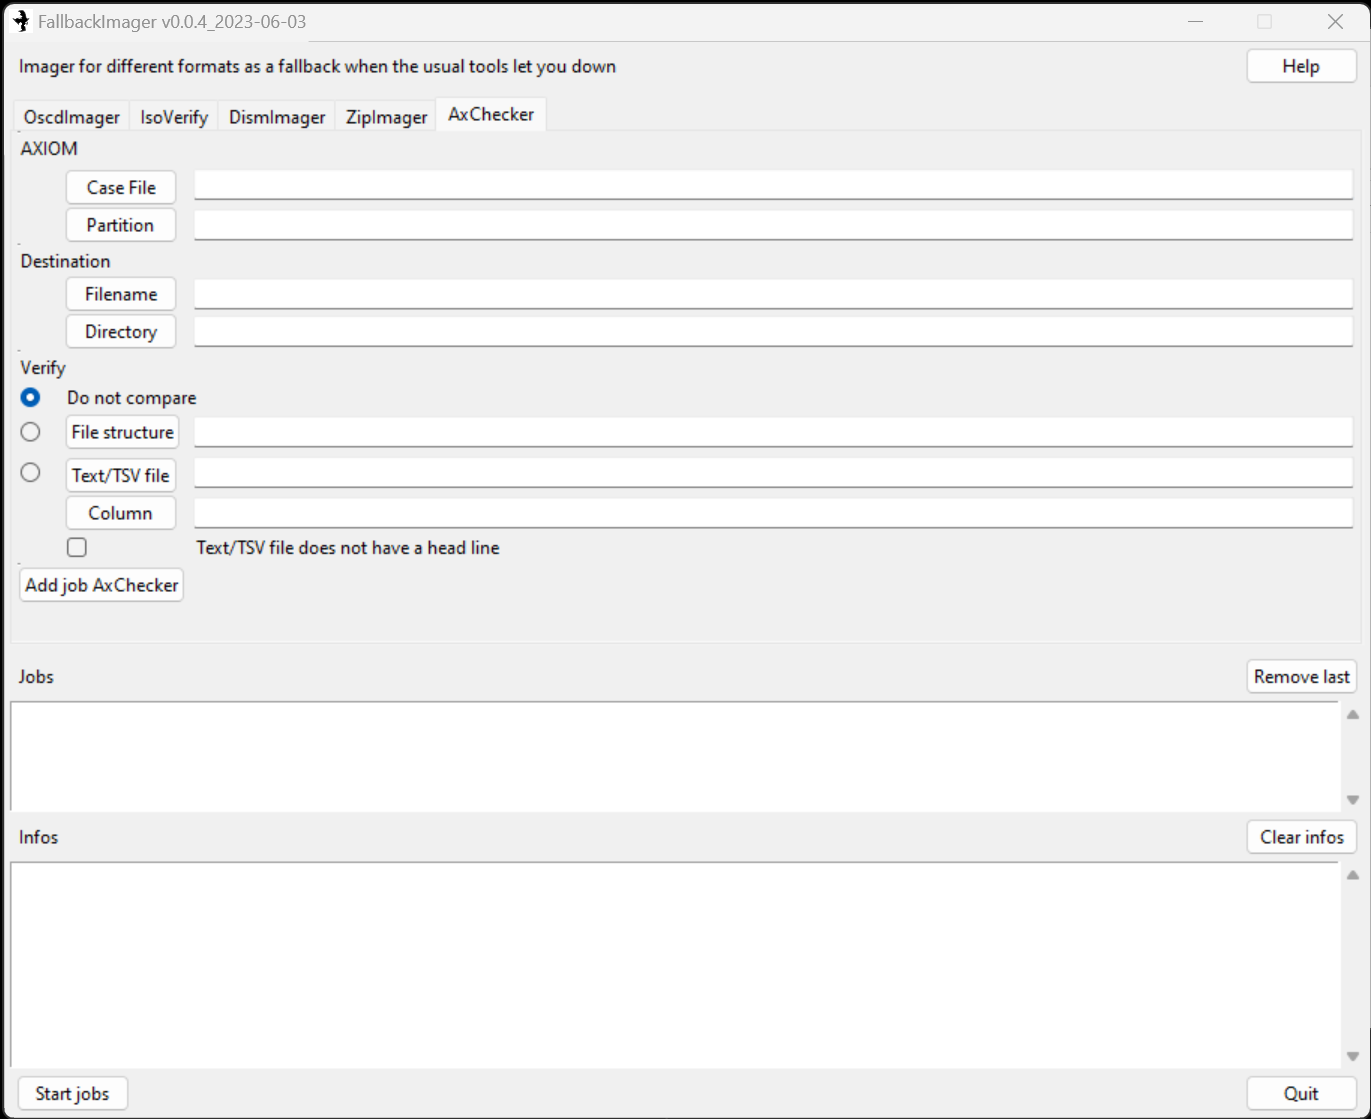 FallbackImager v0.0.4_2023-06-03
Imager for different formats as a fallback when the usual tools let you down
Help
OscdImager IsoVerify DismImager ZipImager AxChecker
AXIOM
Case File
Partition
Destination
Filename
Directory
Verify
Do not compare
File structure
Text/TSV file
Column
Text/TSV file does not have a head line
Add job AxChecker
Jobs
Remove last
Infos
Clear infos
Start jobs
Quit